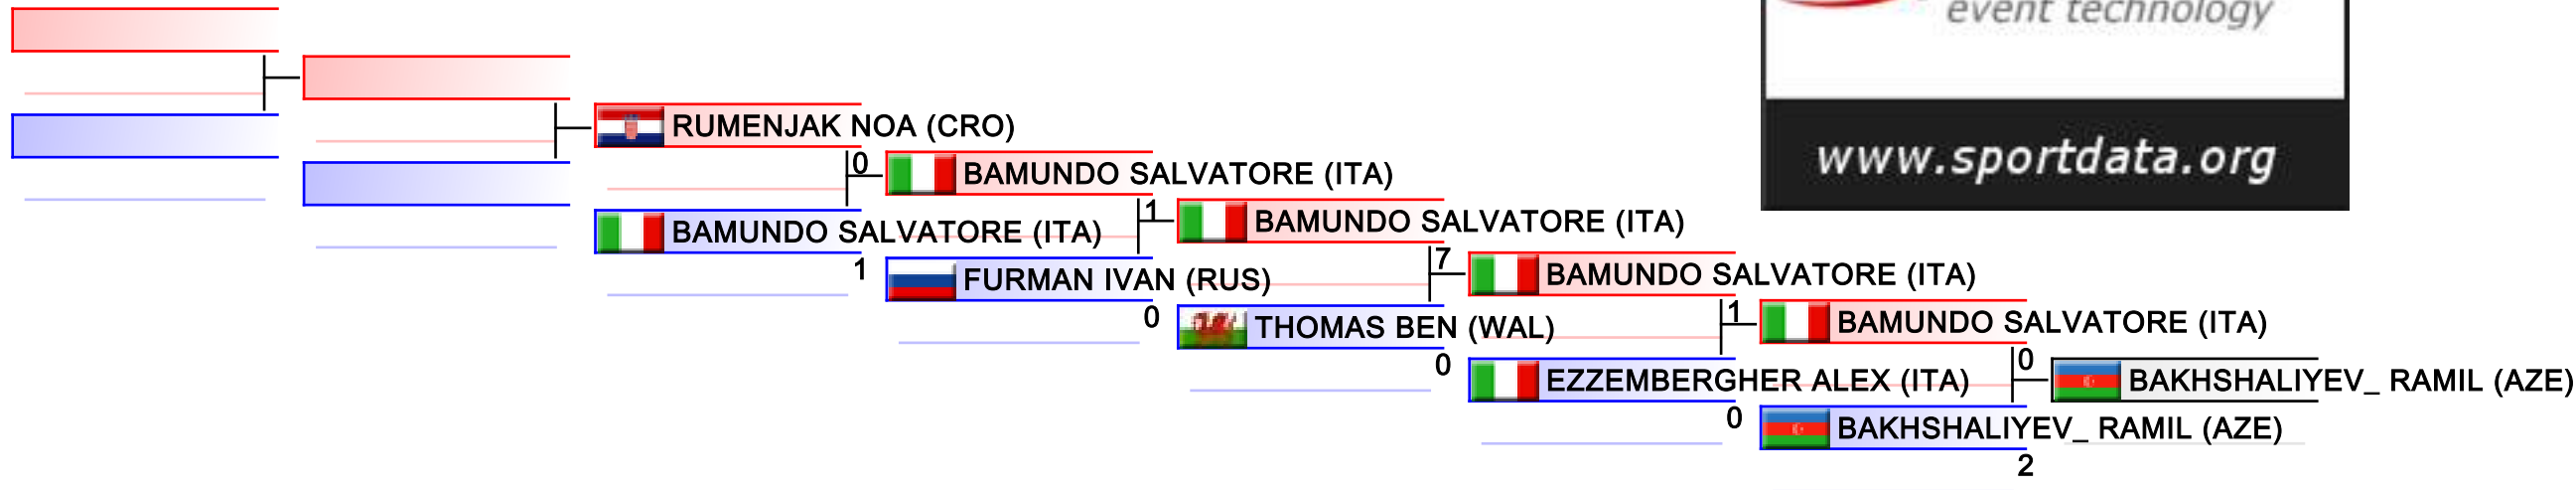 event technology
www.sportdata.org
RUMENJAK NOA (CRO)
0
BAMUNDO SALVATORE (ITA)
1
BAMUNDO SALVATORE (ITA)
1
FURMAN IVAN (RUS)
0
BAMUNDO SALVATORE (ITA)
7
THOMAS BEN (WAL)
0
BAMUNDO SALVATORE (ITA)
1
EZZEMBERGHER ALEX (ITA)
0
BAMUNDO SALVATORE (ITA)
0
BAKHSHALIYEV_ RAMIL (AZE)
2
BAKHSHALIYEV_ RAMIL (AZE)